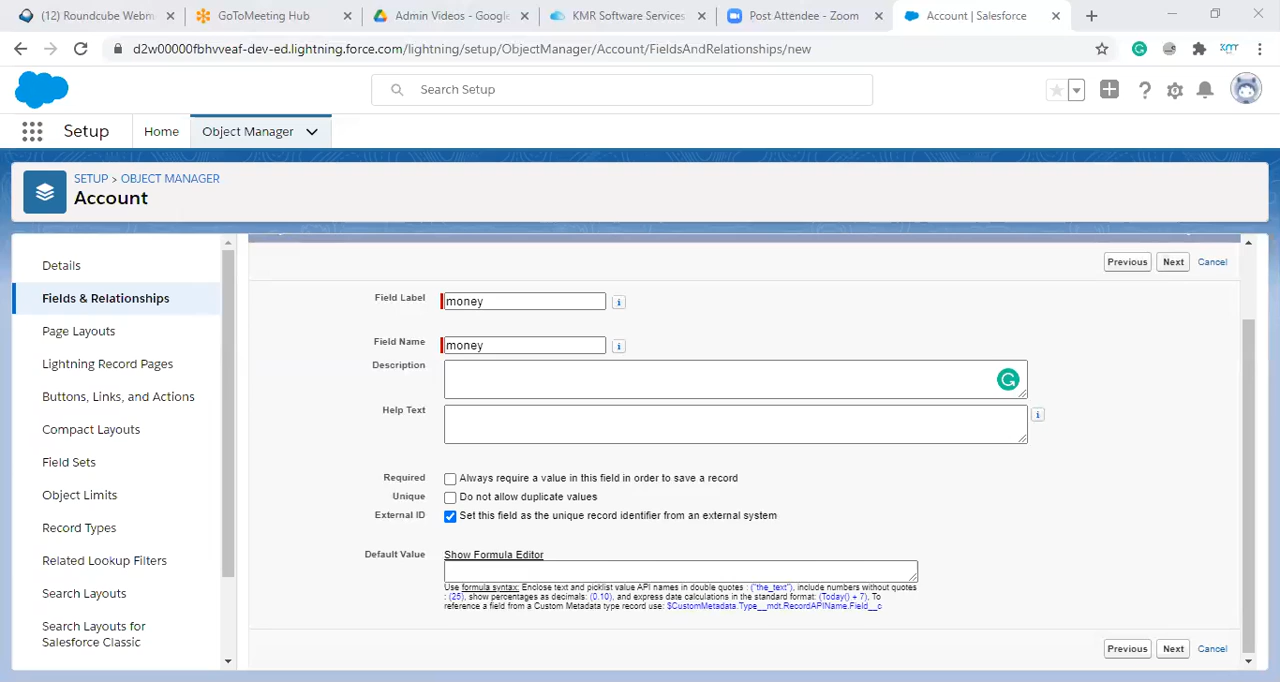 (12) Roundcube Webm
GoToMeeting Hub
Admin Videos - Google
KMR Software Services
Post Attendee - Zoom
Account | Salesforce
d2w00000fbhvveaf-dev-ed.lightning.force.com/lightning/setup/ObjectManager/Account/FieldsAndRelationships/new
Search Setup
Setup
Home
Object Manager
SETUP > OBJECT MANAGER
Account
Details
Fields & Relationships
Page Layouts
Lightning Record Pages
Buttons, Links, and Actions
Compact Layouts
Field Sets
Object Limits
Record Types
Related Lookup Filters
Search Layouts
Search Layouts for
Salesforce Classic
Previous Next Cancel
Field Label money
Field Name money
Description
Help Text
Required Always require a value in this field in order to save a record
Unique Do not allow duplicate values
External ID Set this field as the unique record identifier from an external system
Default Value Show Formula Editor
Use formula syntax: Enclose text and picklist value API names in double quotes : ("the_text"), include numbers without quotes
: (25), show percentages as decimals: (0.10), and express date calculations in the standard format: (Today() + 7), To
reference a field from a Custom Metadata type record use: $CustomMetadata.Type__mdt.RecordAPIName.Field__c
Previous Next Cancel